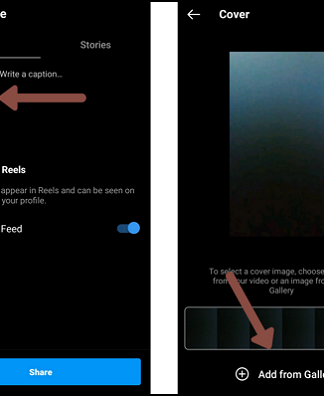 e
Stories
Write a caption...
Reels
appear in Reels and can be seen on
your profile.
Feed
Share
Cover
To select a cover image, choose
from your video or an image fro
Gallery
Add from Galle